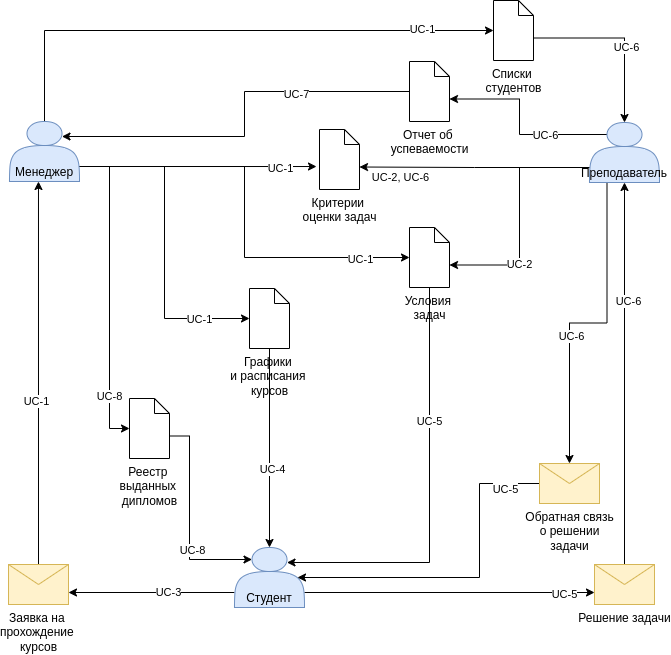 UC-1
UC-6
Списки
студентов
UC-7
Отчет об
успеваемости
UC-6
Менеджер
UC-1
Критерии
оценки задач
UC-2, UC-6
Преподаватель
UC-1
Условия
задач
UC-2
UC-1
Графики
и расписания
курсов
UC-6
UC-6
UC-1
UC-8
UC-5
Реестр
выданных
дипломов
UC-4
UC-5
Обратная связь
о решении
задачи
UC-8
Студент
UC-3
UC-5
Заявка на
прохождение
курсов
Решение задачи